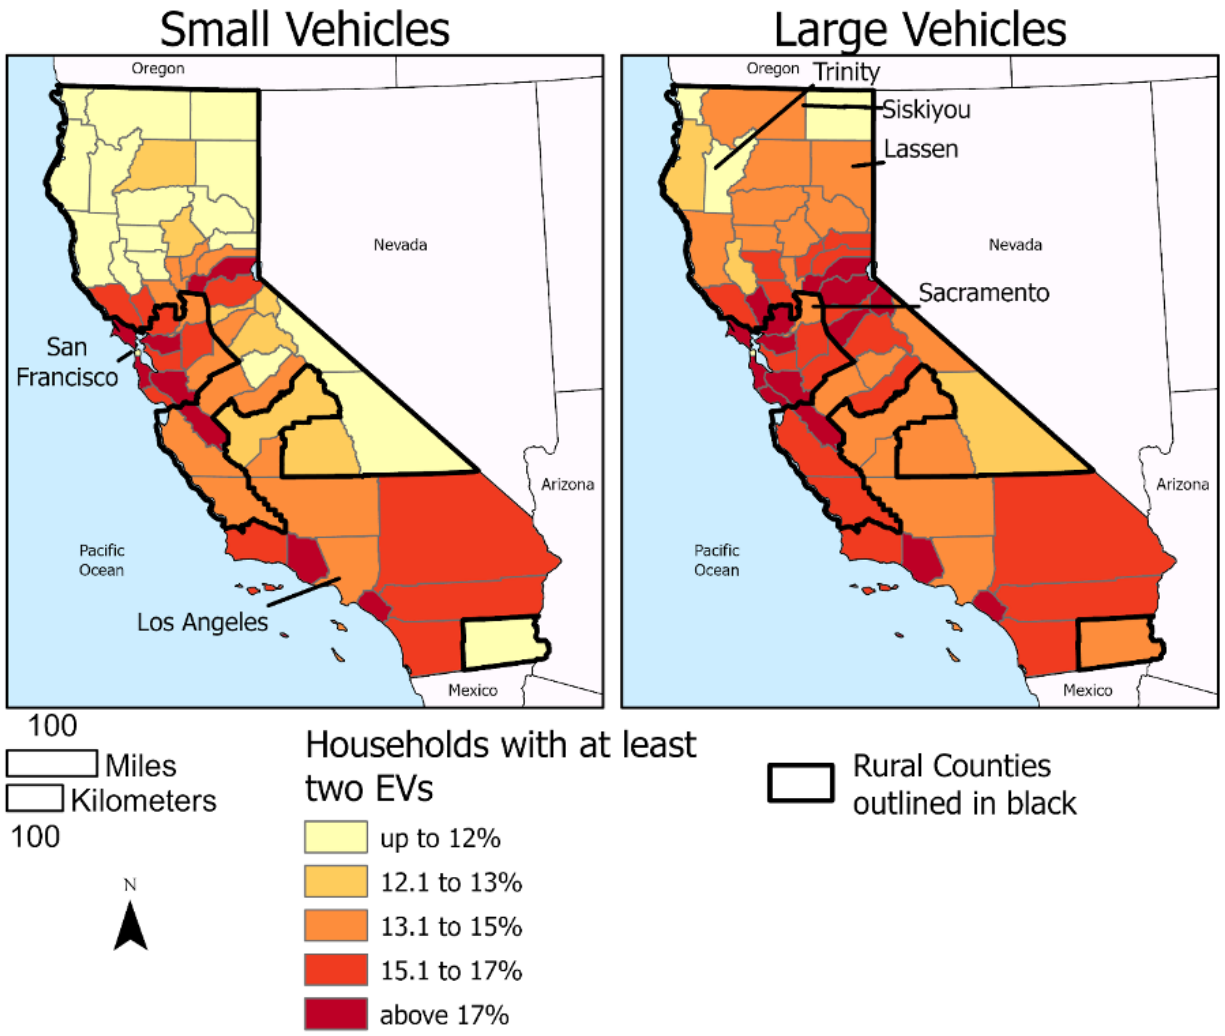 Small Vehicles
Oregon
Nevada
San
Francisco
Arizona
Pacific
Ocean
Los Angeles
Mexico
Large Vehicles
Oregon
Trinity
Siskiyou
Lassen
Nevada
Sacramento
Arizona
Pacific
Ocean
Mexico
100
Miles
Kilometers
100
N
Households with at least
two EVs
up to 12%
12.1 to 13%
13.1 to 15%
15.1 to 17%
above 17%
Rural Counties
outlined in black